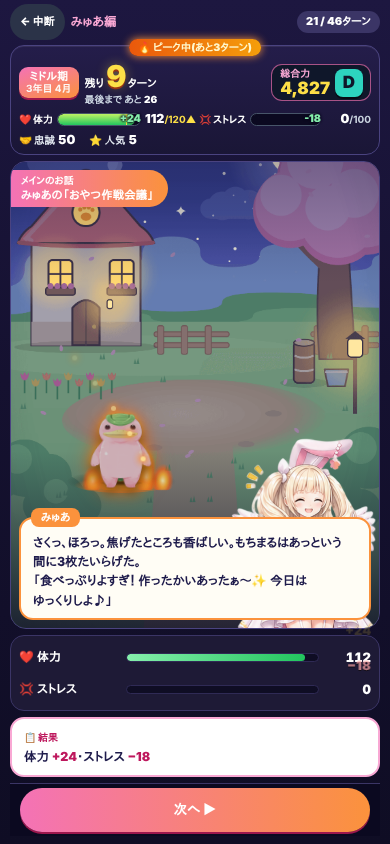 ← 中断
みゅあ編
21 / 46ターン
🔥 ピーク中(あと3ターン)
ミドル期
3年目 4月
残り9ターン
最後まで あと 26
総合力
4,827
D
❤️ 体力
+24
112/120▲
💢 ストレス
-18
0/100
🤝 忠誠 50
⭐ 人気 5
メインのお話
みゅあの「おやつ作戦会議」
みゅあ
さくっ、ほろっ。焦げたところも香ばしい。もちまるはあっという
間に3枚たいらげた。
「食べっぷりよすぎ! 作ったかいあったぁ〜✨ 今日は
ゆっくりしよ♪」
+24
❤️ 体力
112
−18
💢 ストレス
0
📋 結果
体力 +24・ストレス −18
次へ ▶